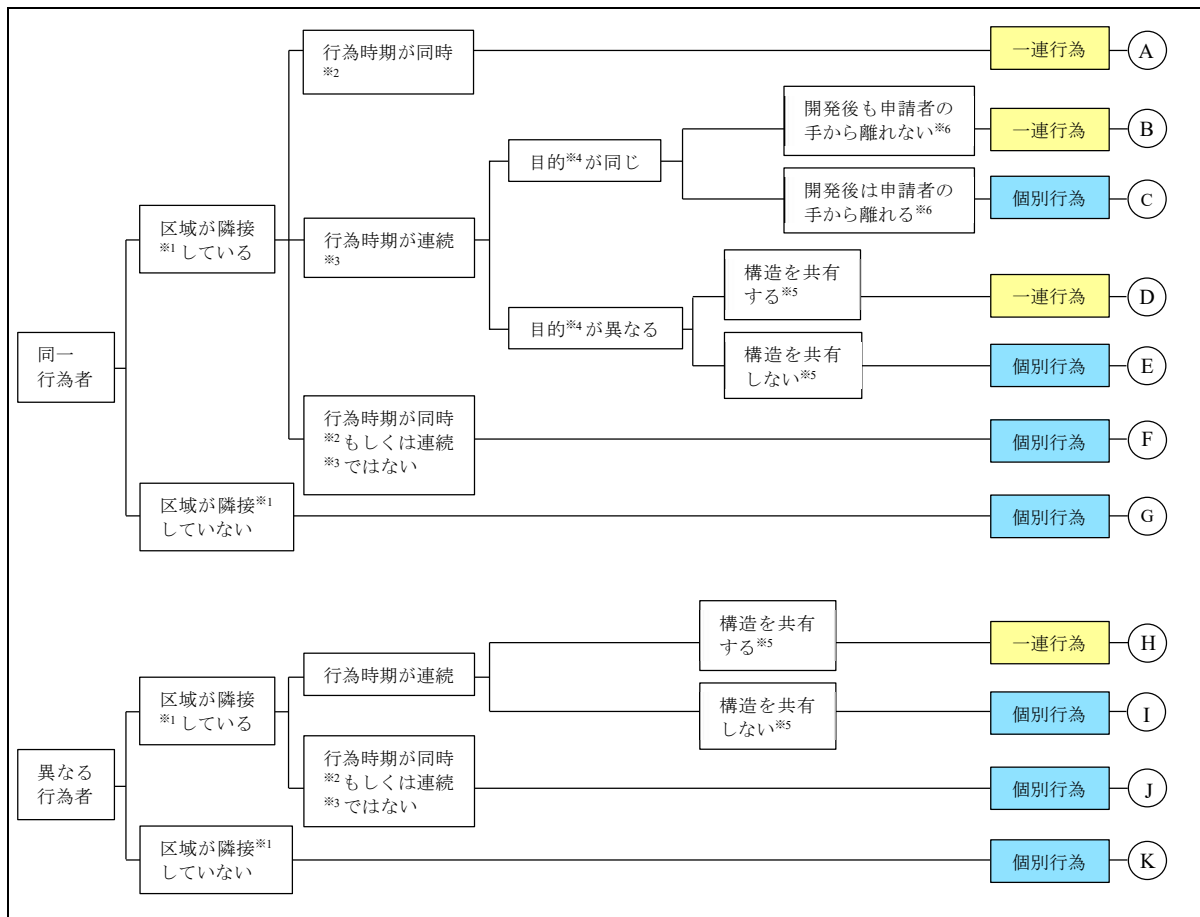 同一
行為者
区域が隣接
※1している
行為時期が同時
※2
一連行為
A
行為時期が連続
※3
目的※4が同じ
開発後も申請者の
手から離れない※6
一連行為
B
開発後は申請者の
手から離れる※6
個別行為
C
目的※4が異なる
構造を共有
する※5
一連行為
D
構造を共有
しない※5
個別行為
E
行為時期が同時
※2もしくは連続
※3ではない
個別行為
F
区域が隣接※1
していない
個別行為
G
異なる
行為者
区域が隣接
※1している
行為時期が連続
構造を共有
する※5
一連行為
H
構造を共有
しない※5
個別行為
I
行為時期が同時
※2もしくは連続
※3ではない
個別行為
J
区域が隣接※1
していない
個別行為
K